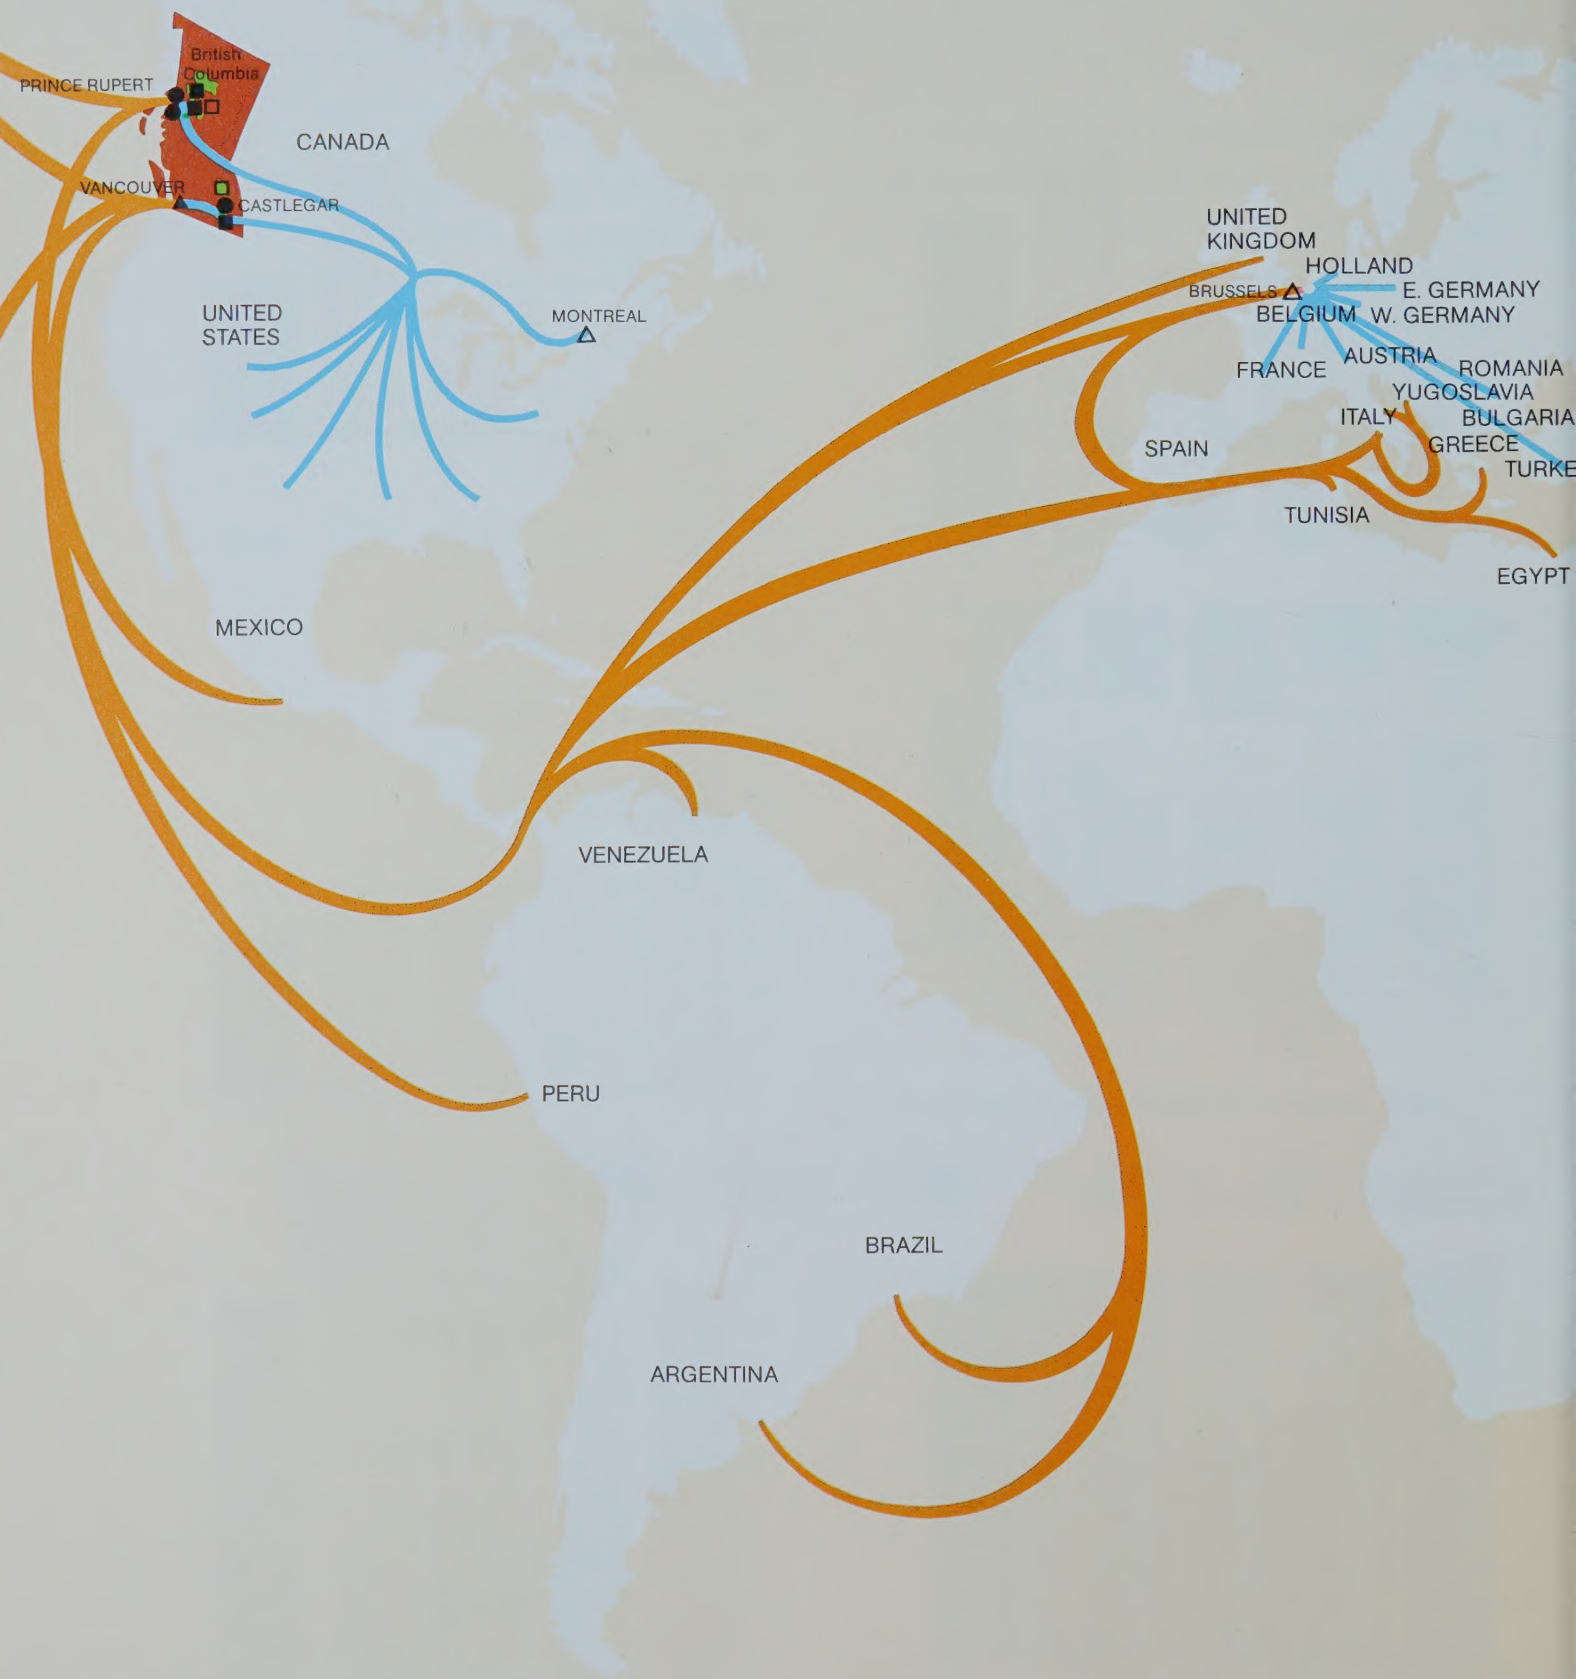 British
Columbia
PRINCE RUPERT
CANADA
VANCOUVER
CASTLEGAR
UNITED
KINGDOM
HOLLAND
BRUSSELS
E. GERMANY
BELGIUM
W. GERMANY
UNITED
STATES
MONTREAL
AUSTRIA
FRANCE
ROMANIA
YUGOSLAVIA
ITALY
BULGARIA
SPAIN
GREECE
TURKE
TUNISIA
EGYPT
MEXICO
VENEZUELA
PERU
BRAZIL
ARGENTINA